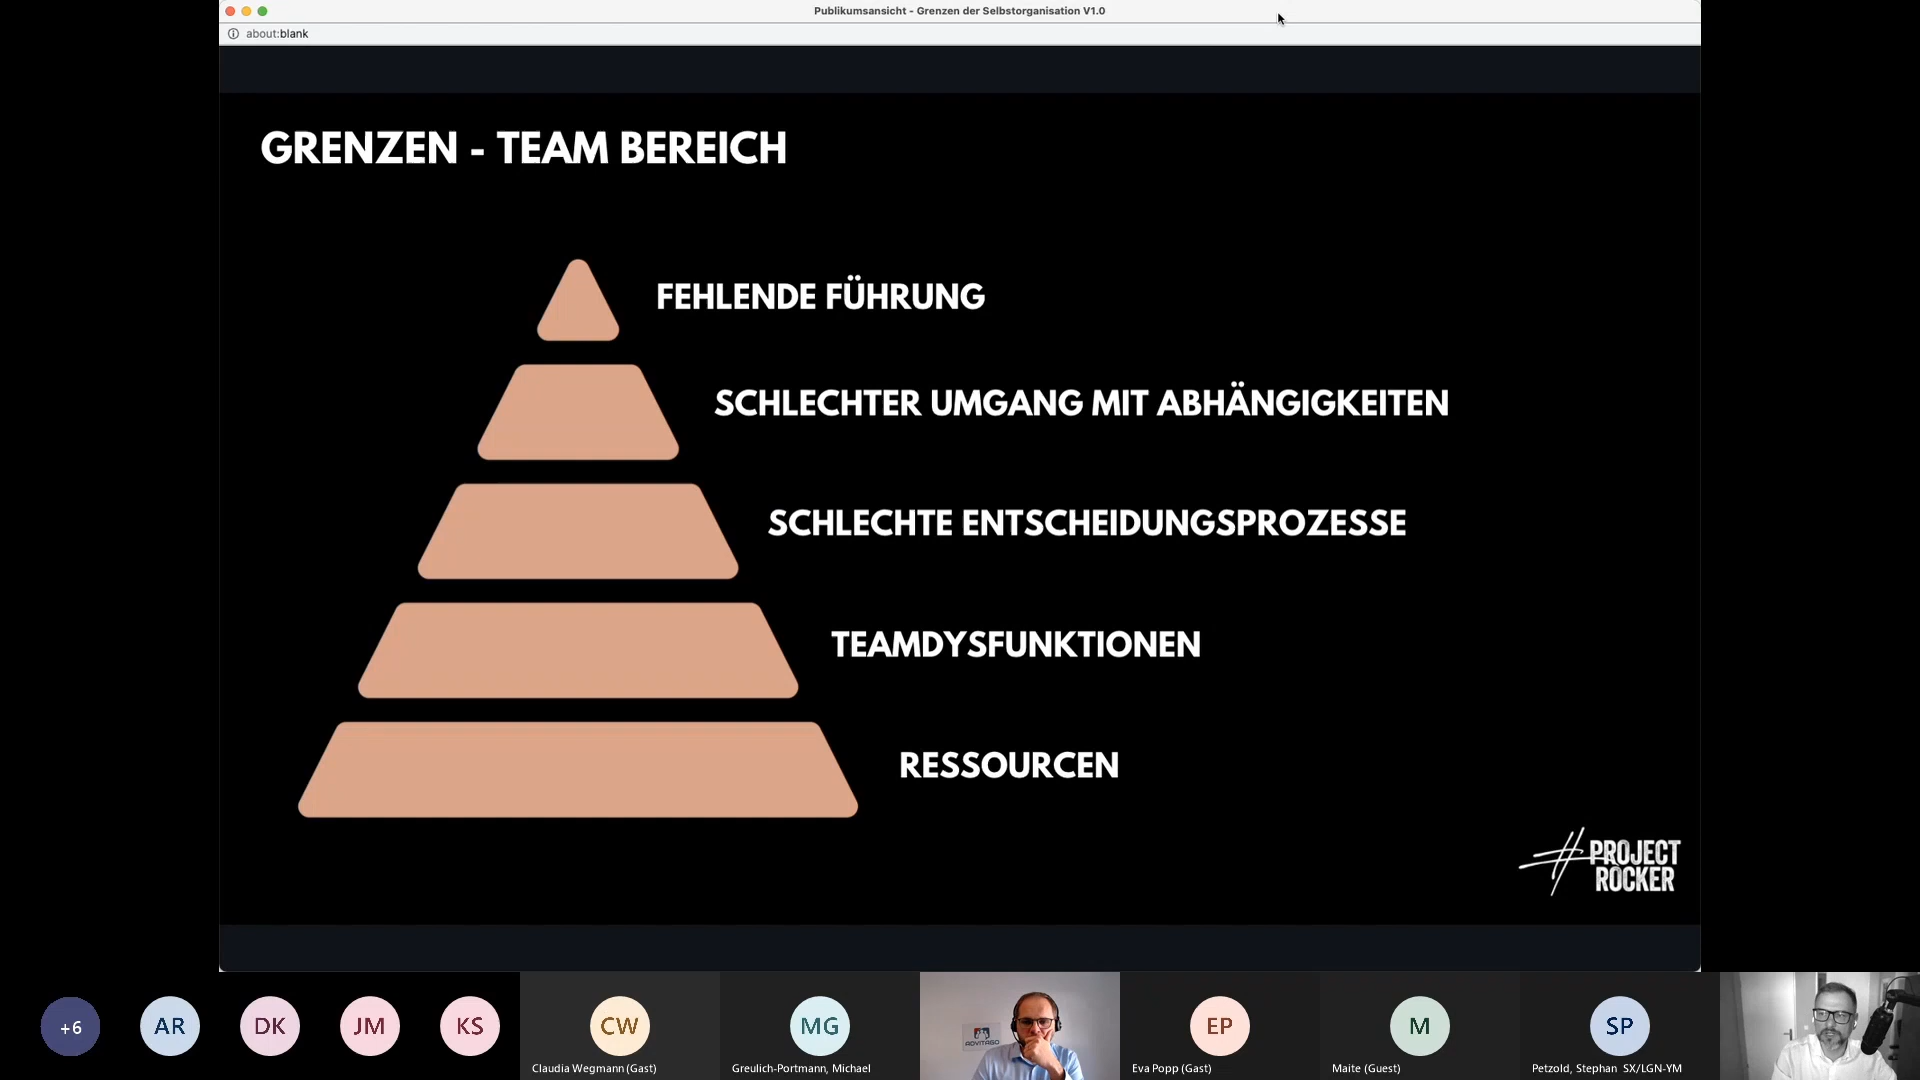 Publikumsansicht - Grenzen der Selbstorganisation V1.0
about:blank
GRENZEN - TEAM BEREICH
FEHLENDE FÜHRUNG
SCHLECHTER UMGANG MIT ABHÄNGIGKEITEN
SCHLECHTE ENTSCHEIDUNGSPROZESSE
TEAMDYSFUNKTIONEN
RESSOURCEN
#PROJECT
ROCKER
+6
AR
DK
JM
KS
CW
MG
EP
M
SP
ADVITAGO
Claudia Wegmann (Gast)
Greulich-Portmann, Michael
Eva Popp (Gast)
Maite (Guest)
Petzold, Stephan SX/LGN-YM